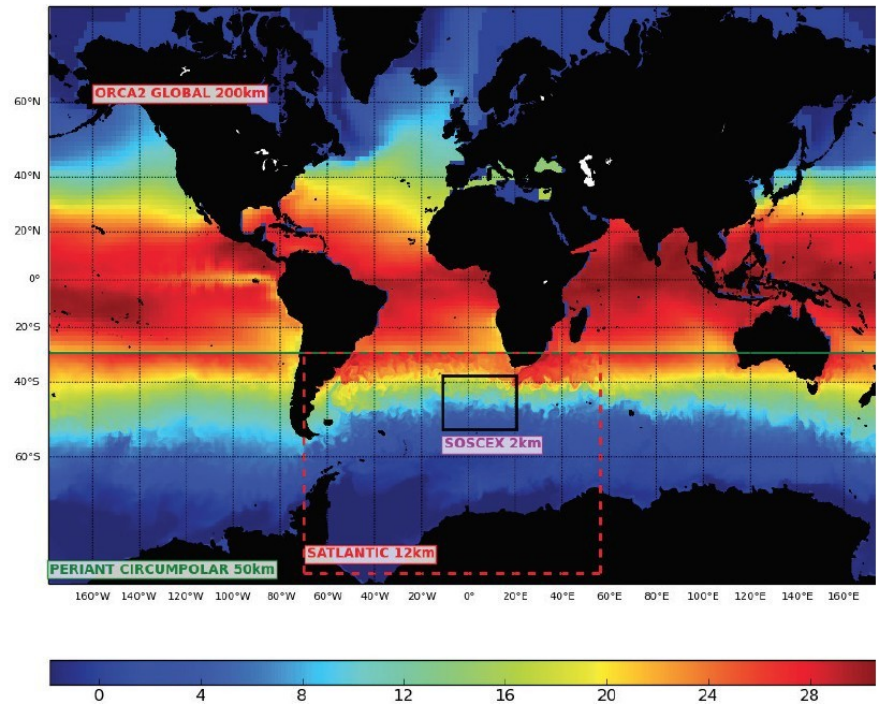 ORCA2 GLOBAL 200km
60°N
40°N
20°N
0°
20°S
40°S
SOSCEX 2km
60°S
SATLANTIC 12km
PERIANT CIRCUMPOLAR 50km
160°W 140°W 120°W 100°W 80°W 60°W 40°W 20°W 0° 20°E 40°E 60°E 80°E 100°E 120°E 140°E 160°E
0 4 8 12 16 20 24 28